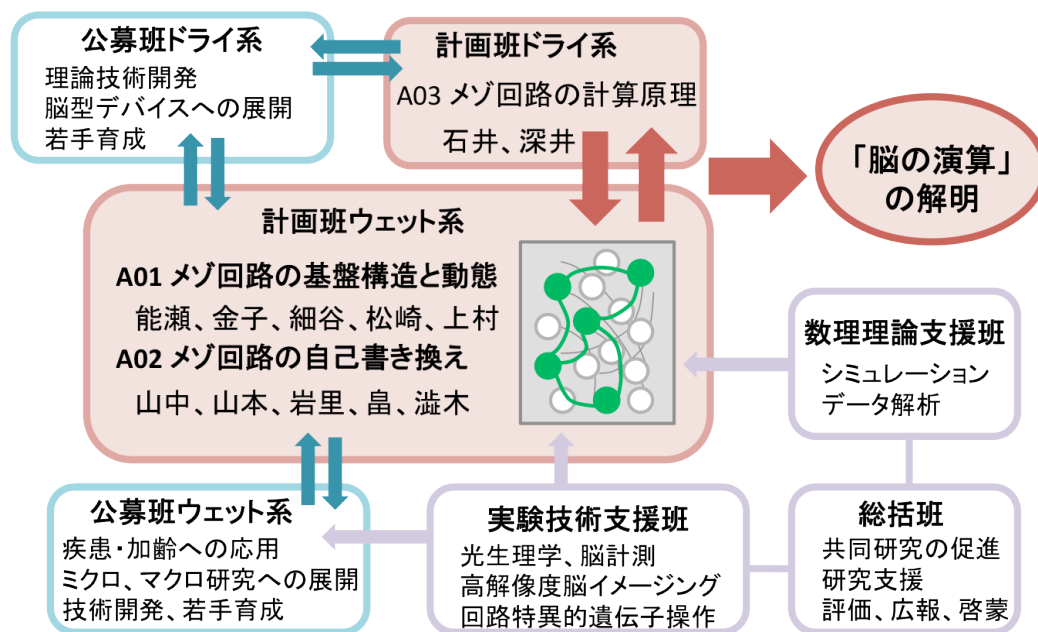 公募班ドライ系
理論技術開発
脳型デバイスへの展開
若手育成
計画班ドライ系
A03 メゾ回路の計算原理
石井、深井
「脳の演算」
の解明
計画班ウェット系
A01 メゾ回路の基盤構造と動態
能瀬、金子、細谷、松崎、上村
A02 メゾ回路の自己書き換え
山中、山本、岩里、畠、澁木
数理理論支援班
シミュレーション
データ解析
公募班ウェット系
疾患・加齢への応用
ミクロ、マクロ研究への展開
技術開発、若手育成
実験技術支援班
光生理学、脳計測
高解像度脳イメージング
回路特異的遺伝子操作
総括班
共同研究の促進
研究支援
評価、広報、啓蒙